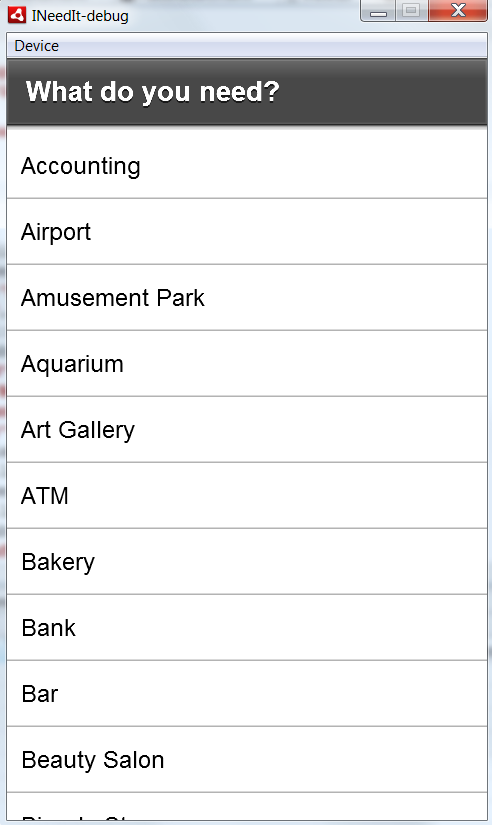 INeedIt-debug
Device
What do you need?
Accounting
Airport
Amusement Park
Aquarium
Art Gallery
ATM
Bakery
Bank
Bar
Beauty Salon